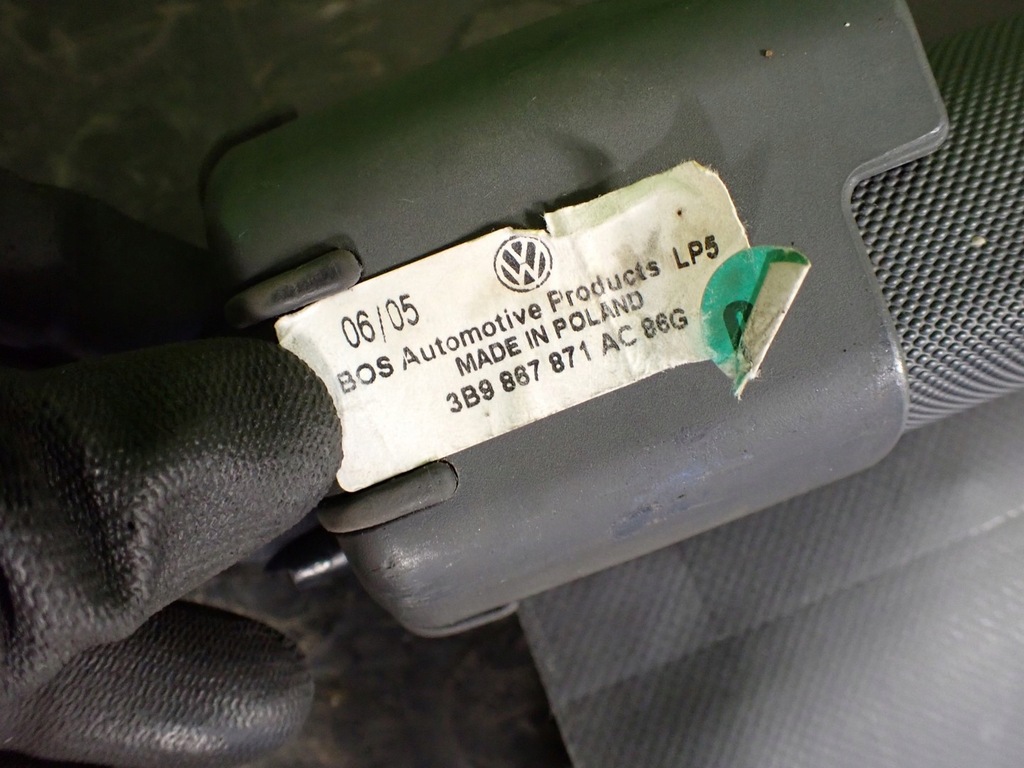 06/05
BOS Automotive Products LP5
MADE IN POLAND
3B9 867 871 AC 86G